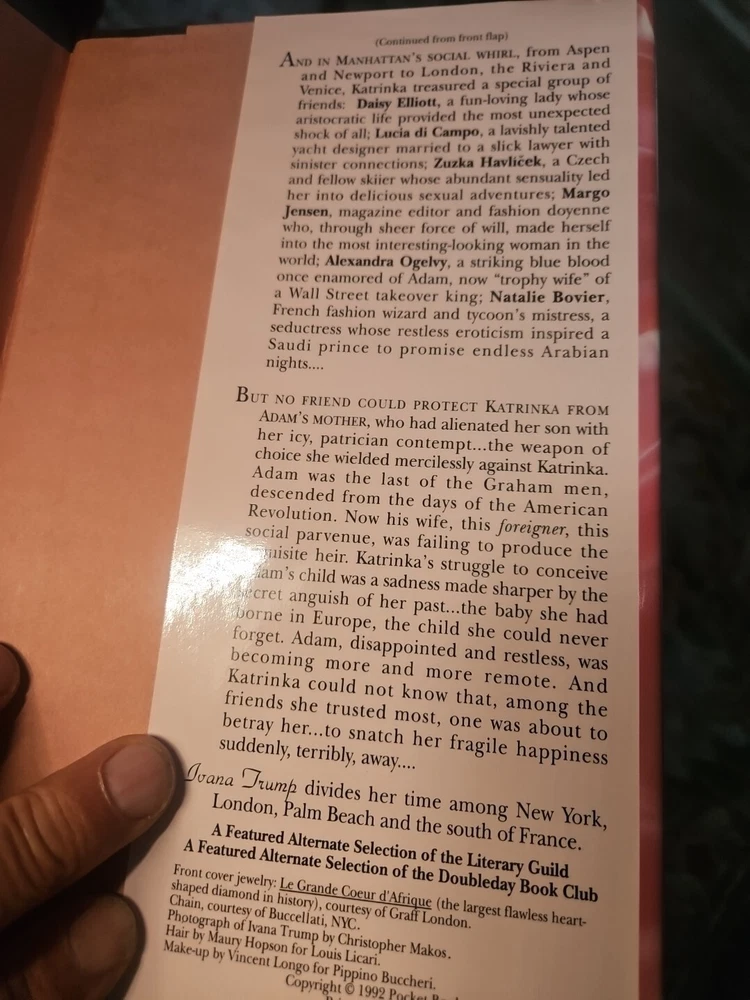 (Continued from front flap)
AND IN MANHATTAN'S SOCIAL WHIRL, from Aspen
and Newport to London, the Riviera and
Venice, Katrinka treasured a special group of
friends: Daisy Elliott, a fun-loving lady whose
aristocratic life provided the most unexpected
shock of all; Lucia di Campo, a lavishly talented
yacht designer married to a slick lawyer with
sinister connections; Zuzka Havlíček, a Czech
and fellow skiier whose abundant sensuality led
her into delicious sexual adventures; Margo
Jensen, magazine editor and fashion doyenne
who, through sheer force of will, made herself
into the most interesting-looking woman in the
world; Alexandra Ogelvy, a striking blue blood
once enamored of Adam, now "trophy wife" of
a Wall Street takeover king; Natalie Bovier,
French fashion wizard and tycoon's mistress, a
seductress whose restless eroticism inspired a
Saudi prince to promise endless Arabian
nights....
BUT NO FRIEND COULD PROTECT KATRINKA FROM
ADAM'S MOTHER, who had alienated her son with
her icy, patrician contempt...the weapon of
choice she wielded mercilessly against Katrinka.
Adam was the last of the Graham men,
descended from the days of the American
Revolution. Now his wife, this foreigner, this
social parvenue, was failing to produce the
heir. Katrinka's struggle to conceive
child was a sadness made sharper by the
anguish of her past...the baby she had
borne in Europe, the child she could never
forget. Adam, disappointed and restless, was
becoming more and more remote. And
Katrinka could not know that, among the
friends she trusted most, one was about to
betray her...to snatch her fragile happiness
suddenly, terribly, away....
Ivana Trump divides her time among New York,
London, Palm Beach and the south of France.
A Featured Alternate Selection of the Literary Guild
A Featured Alternate Selection of the Doubleday Book Club
Front cover jewelry: Le Grande Coeur d'Afrique (the largest flawless heart-
shaped diamond in history), courtesy of Graff London.
Chain, courtesy of Buccellati, NYC.
Photograph of Ivana Trump by Christopher Makos.
Hair by Maury Hopson for Louis Licari.
Make-up by Vincent Longo for Pippino Buccheri.
Copyright © 1992 Pocket